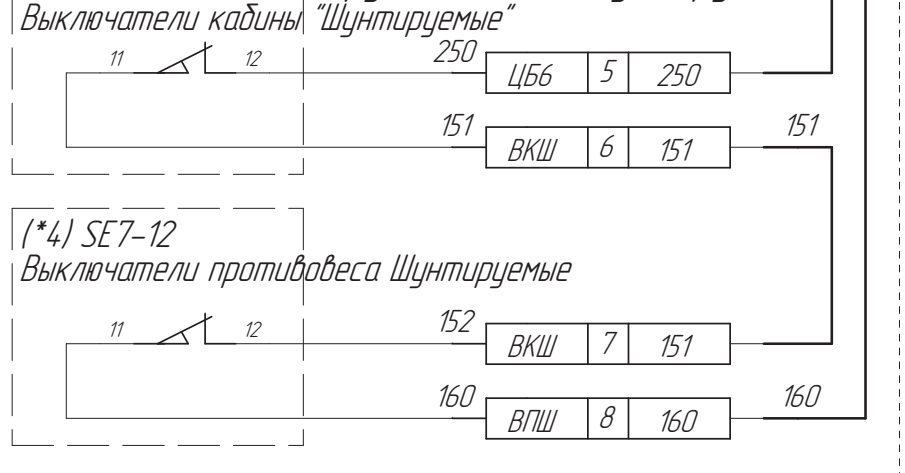 Выключатели кабины "Шунтируемые"
11 12 250 ЦБ6 5 250
151 ВКШ 6 151 151
(*4) SE7-12
Выключатели противовеса Шунтируемые
11 12 152 ВКШ 7 151
160 ВПШ 8 160 160